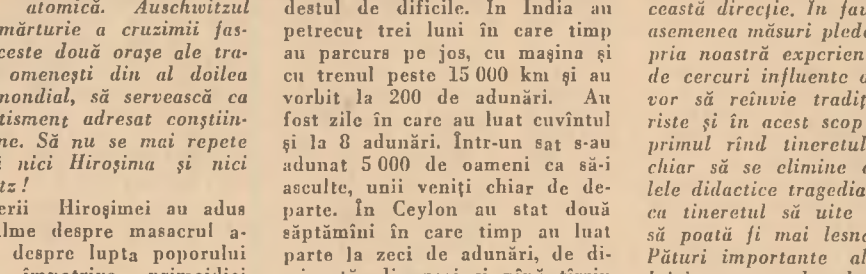 atomică. Auschwitzul
mărturie a cruzimii fas-
ceste două orașe ale tra-
omenești din al doilea
mondial, să servească ca
tisment adresat conștiin-
ne. Să nu se mai repete
nici Hiroșima și nici
tz !
erii Hiroșimei au adus
lme despre masacrul a-
despre lupta poporului
destul de dificile. În India au
petrecut trei luni în care timp
au parcurs pe jos, cu mașina și
cu trenul peste 15 000 km și au
vorbit la 200 de adunări. Au
fost zile în care au luat cuvîntul
și la 8 adunări. Într-un sat s-au
adunat 5 000 de oameni ca să-i
asculte, unii veniți chiar de de-
parte. În Ceylon au stat două
săptămîni în care timp au luat
parte la zeci de adunări, de di-
ceastă direcție. În fav
asemenea măsuri pled
pria noastră experien
de cercuri influente
vor să reînvie tradiț
riste și în acest scop
primul rînd tineretul
chiar să se elimine
lele didactice tragedia
ca tineretul să uite
să poată fi mai lesne
Pături importante a